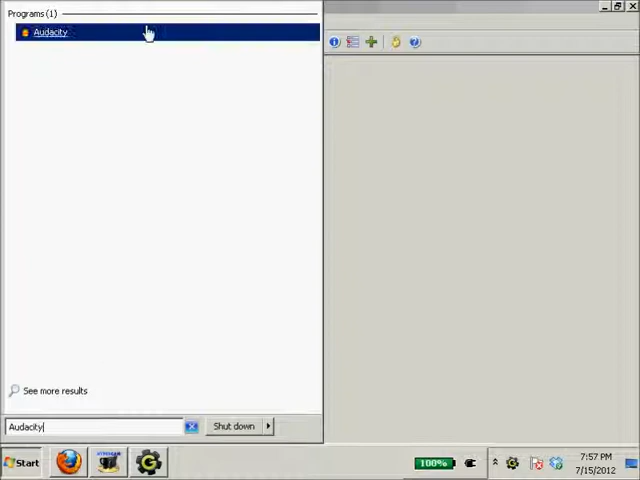 Programs (1)
Audacity
See more results
Audacity
Shut down
Start
100%
7:57 PM
7/15/2012